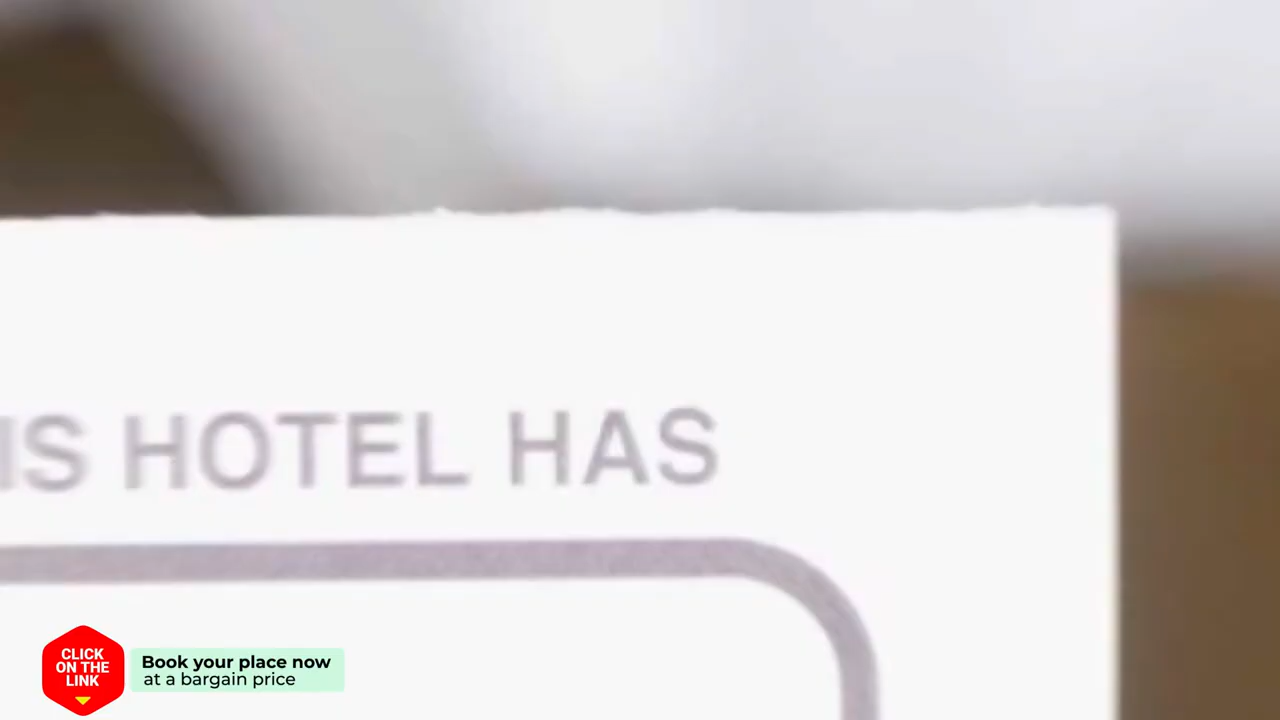 IS HOTEL HAS
CLICK
ON THE
LINK
Book your place now
at a bargain price